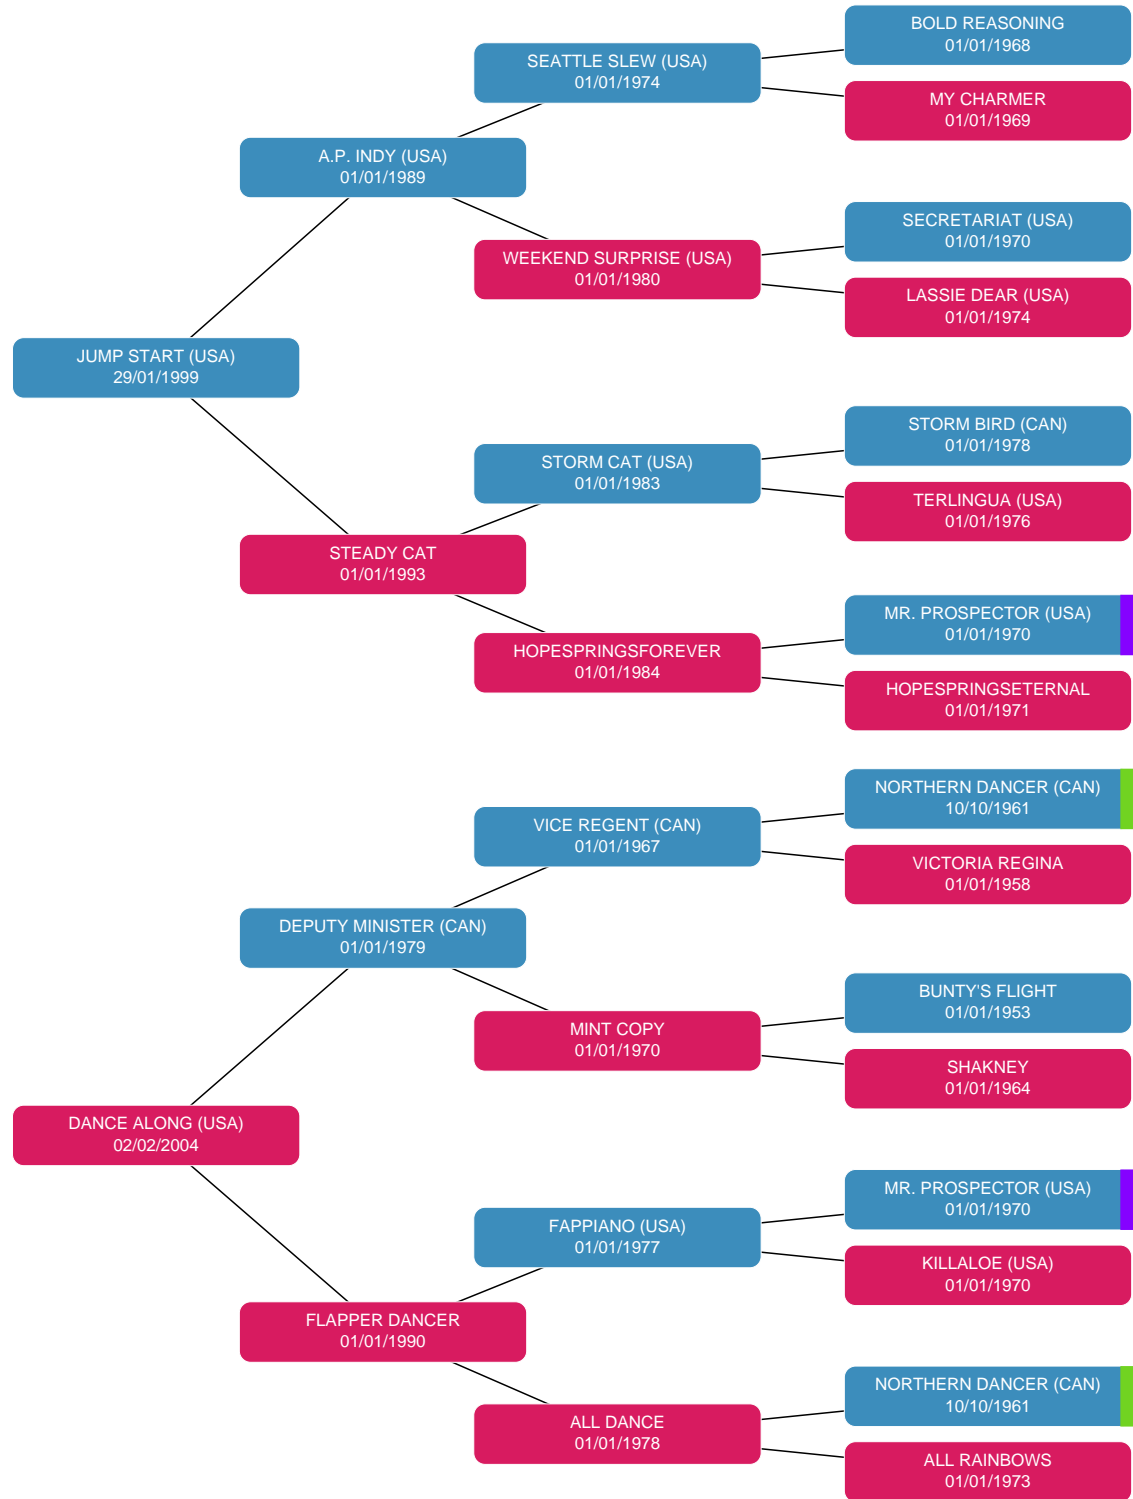 BOLD REASONING
01/01/1968
SEATTLE SLEW (USA)
01/01/1974
MY CHARMER
01/01/1969
A.P. INDY (USA)
01/01/1989
SECRETARIAT (USA)
01/01/1970
WEEKEND SURPRISE (USA)
01/01/1980
LASSIE DEAR (USA)
01/01/1974
JUMP START (USA)
29/01/1999
STORM BIRD (CAN)
01/01/1978
STORM CAT (USA)
01/01/1983
TERLINGUA (USA)
01/01/1976
STEADY CAT
01/01/1993
MR. PROSPECTOR (USA)
01/01/1970
HOPESPRINGSFOREVER
01/01/1984
HOPESPRINGSETERNAL
01/01/1971
NORTHERN DANCER (CAN)
10/10/1961
VICE REGENT (CAN)
01/01/1967
VICTORIA REGINA
01/01/1958
DEPUTY MINISTER (CAN)
01/01/1979
BUNTY'S FLIGHT
01/01/1953
MINT COPY
01/01/1970
SHAKNEY
01/01/1964
DANCE ALONG (USA)
02/02/2004
MR. PROSPECTOR (USA)
01/01/1970
FAPPIANO (USA)
01/01/1977
KILLALOE (USA)
01/01/1970
FLAPPER DANCER
01/01/1990
NORTHERN DANCER (CAN)
10/10/1961
ALL DANCE
01/01/1978
ALL RAINBOWS
01/01/1973